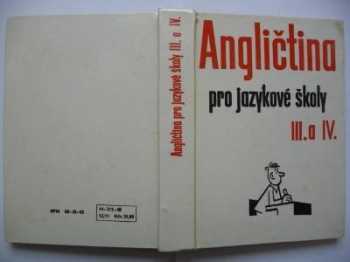 Angličtina
pro jazykové školy
III. a IV.
Angličtina pro jazykové školy III. a IV.